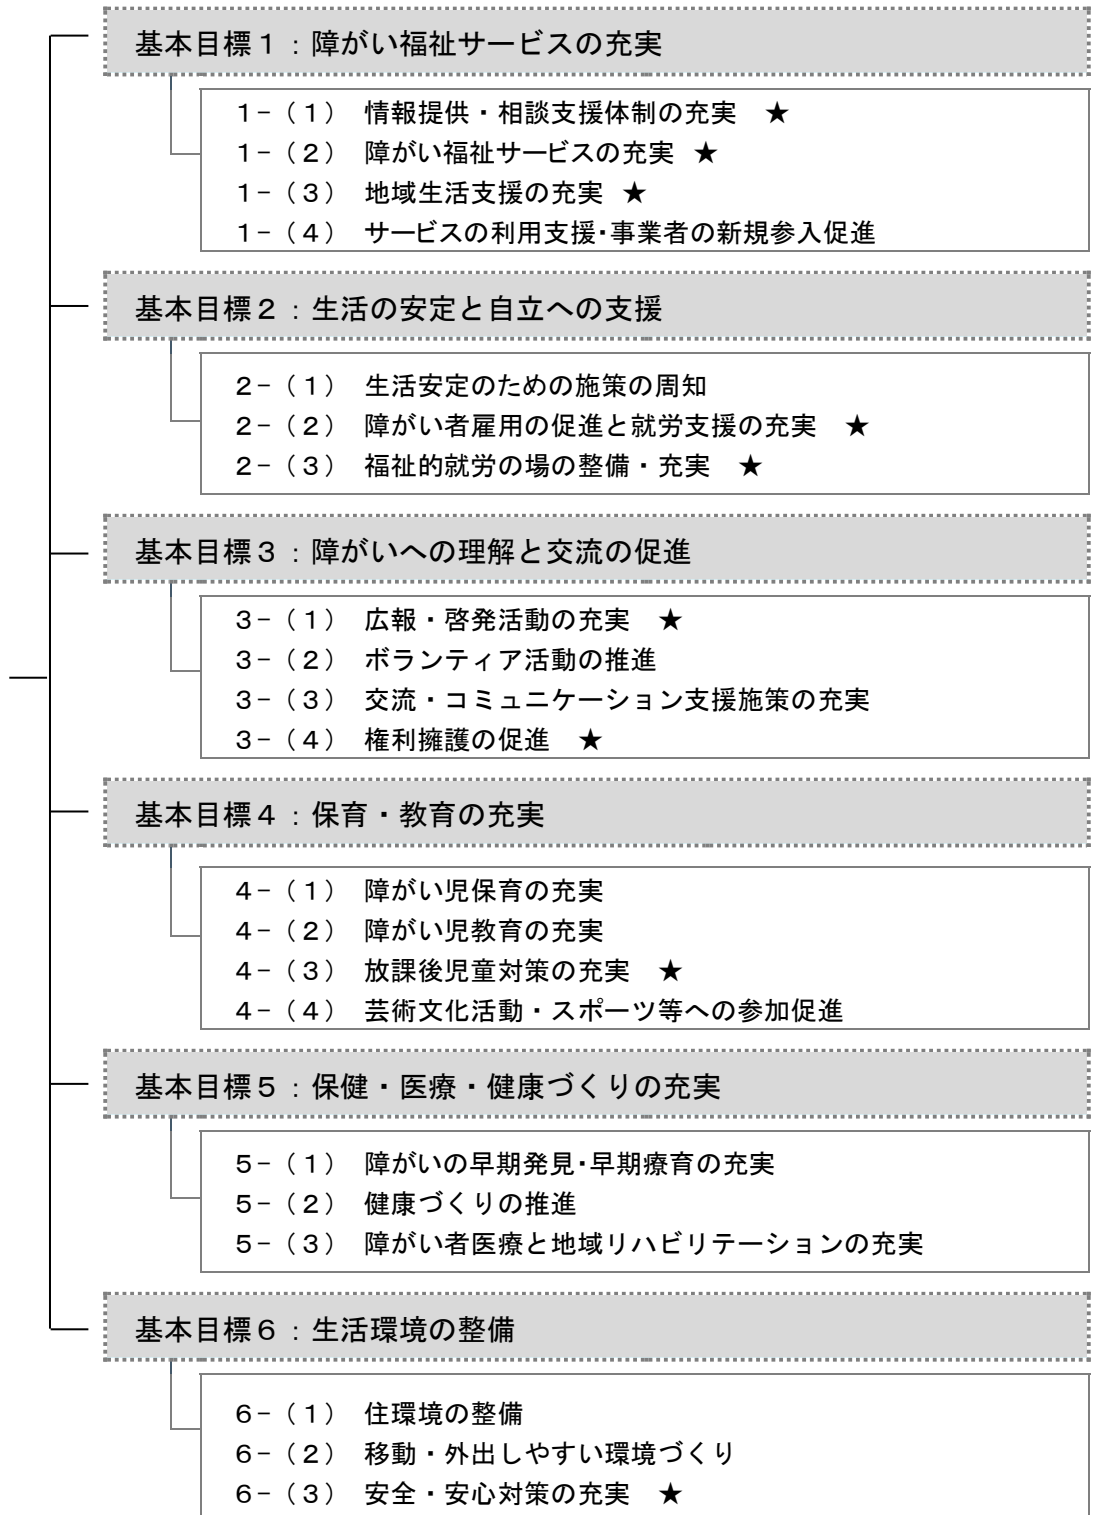 基本目標１：障がい福祉サービスの充実
１－（１） 情報提供・相談支援体制の充実 ★
１－（２） 障がい福祉サービスの充実 ★
１－（３） 地域生活支援の充実 ★
１－（４） サービスの利用支援・事業者の新規参入促進
基本目標２：生活の安定と自立への支援
２－（１） 生活安定のための施策の周知
２－（２） 障がい者雇用の促進と就労支援の充実 ★
２－（３） 福祉的就労の場の整備・充実 ★
基本目標３：障がいへの理解と交流の促進
３－（１） 広報・啓発活動の充実 ★
３－（２） ボランティア活動の推進
３－（３） 交流・コミュニケーション支援施策の充実
３－（４） 権利擁護の促進 ★
基本目標４：保育・教育の充実
４－（１） 障がい児保育の充実
４－（２） 障がい児教育の充実
４－（３） 放課後児童対策の充実 ★
４－（４） 芸術文化活動・スポーツ等への参加促進
基本目標５：保健・医療・健康づくりの充実
５－（１） 障がいの早期発見・早期療育の充実
５－（２） 健康づくりの推進
５－（３） 障がい者医療と地域リハビリテーションの充実
基本目標６：生活環境の整備
６－（１） 住環境の整備
６－（２） 移動・外出しやすい環境づくり
６－（３） 安全・安心対策の充実 ★